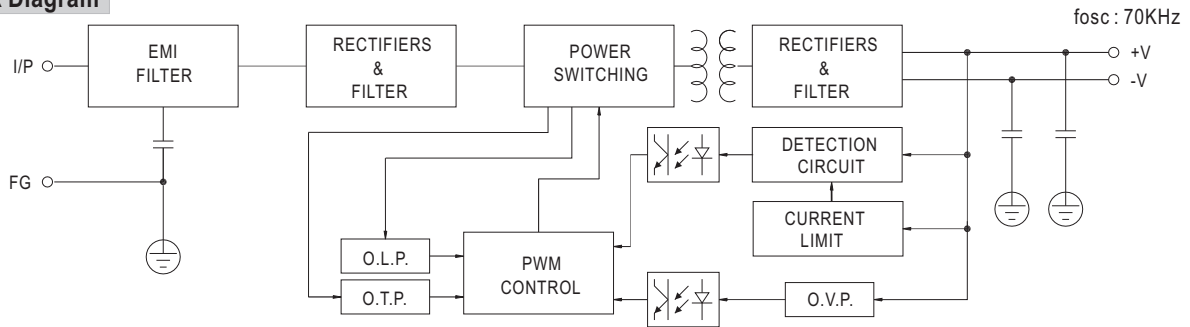 Diagram
fosc : 70KHz
I/P
EMI
FILTER
RECTIFIERS
&
FILTER
POWER
SWITCHING
RECTIFIERS
&
FILTER
+V
-V
DETECTION
CIRCUIT
FG
CURRENT
LIMIT
O.L.P.
PWM
CONTROL
O.T.P.
O.V.P.